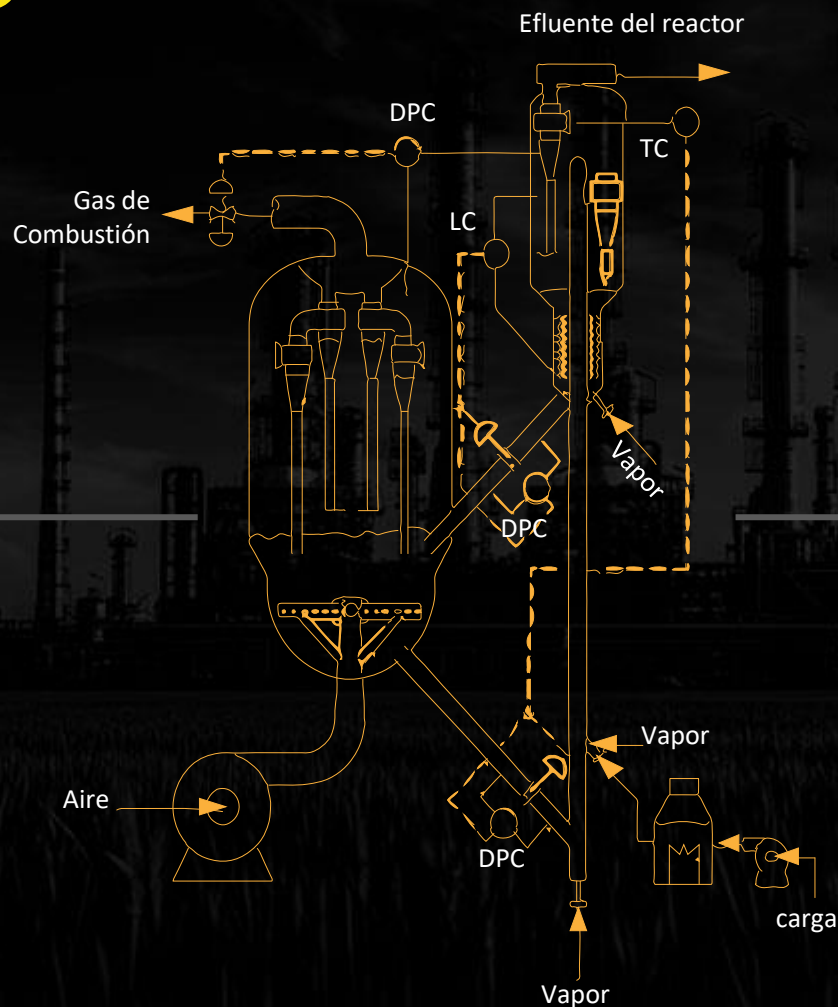 Efluente del reactor
DPC
TC
Gas de
Combustión
LC
Vapor
DPC
Vapor
Aire
DPC
carga
Vapor